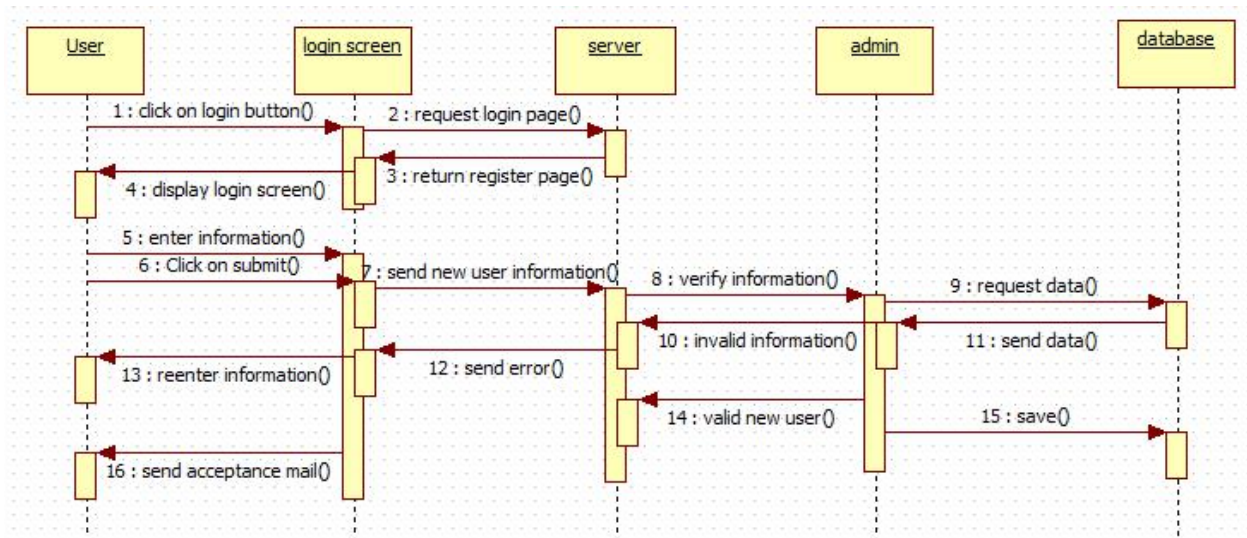 User
login screen
server
admin
database
1 : click on login button()
2 : request login page()
3 : return register page()
4 : display login screen()
5 : enter information()
6 : Click on submit()
7 : send new user information()
8 : verify information()
9 : request data()
10 : invalid information()
11 : send data()
12 : send error()
13 : reenter information()
14 : valid new user()
15 : save()
16 : send acceptance mail()